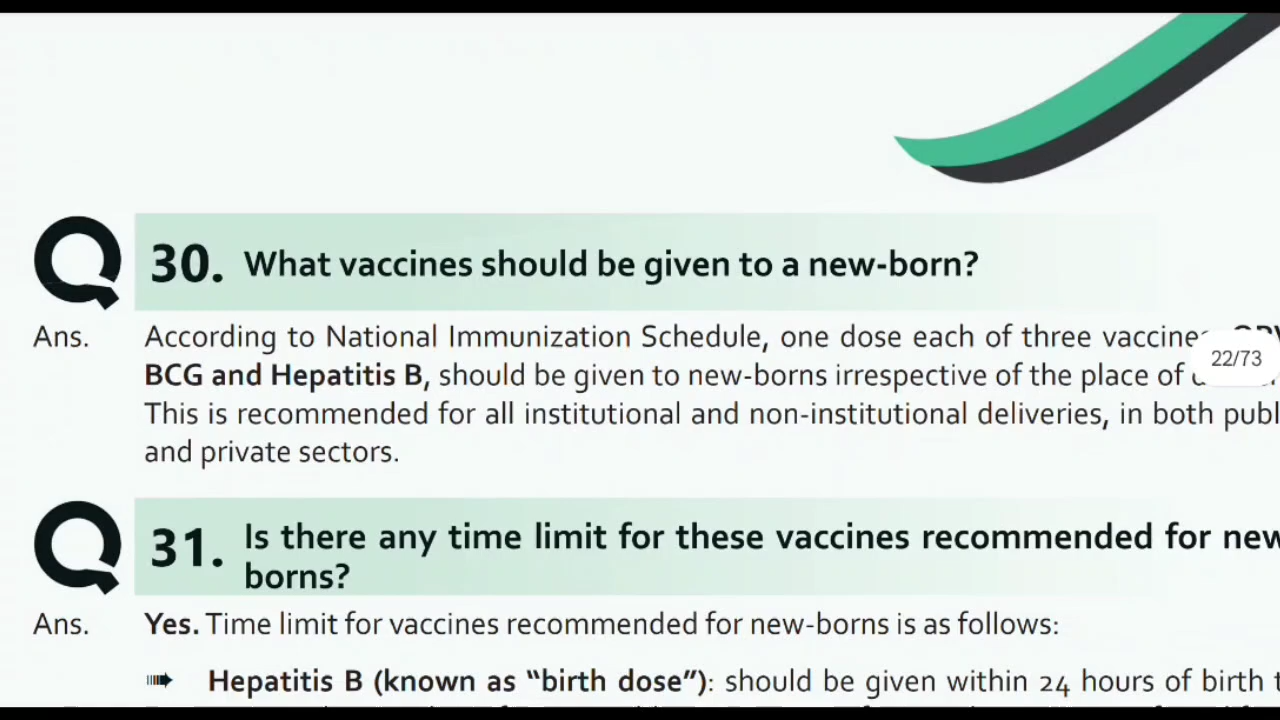 Q 30. What vaccines should be given to a new-born?
Ans. According to National Immunization Schedule, one dose each of three vaccines
22/73
BCG and Hepatitis B, should be given to new-borns irrespective of the place of
This is recommended for all institutional and non-institutional deliveries, in both publ
and private sectors.
Q 31. Is there any time limit for these vaccines recommended for new
borns?
Ans. Yes. Time limit for vaccines recommended for new-borns is as follows:
Hepatitis B (known as “birth dose”): should be given within 24 hours of birth t